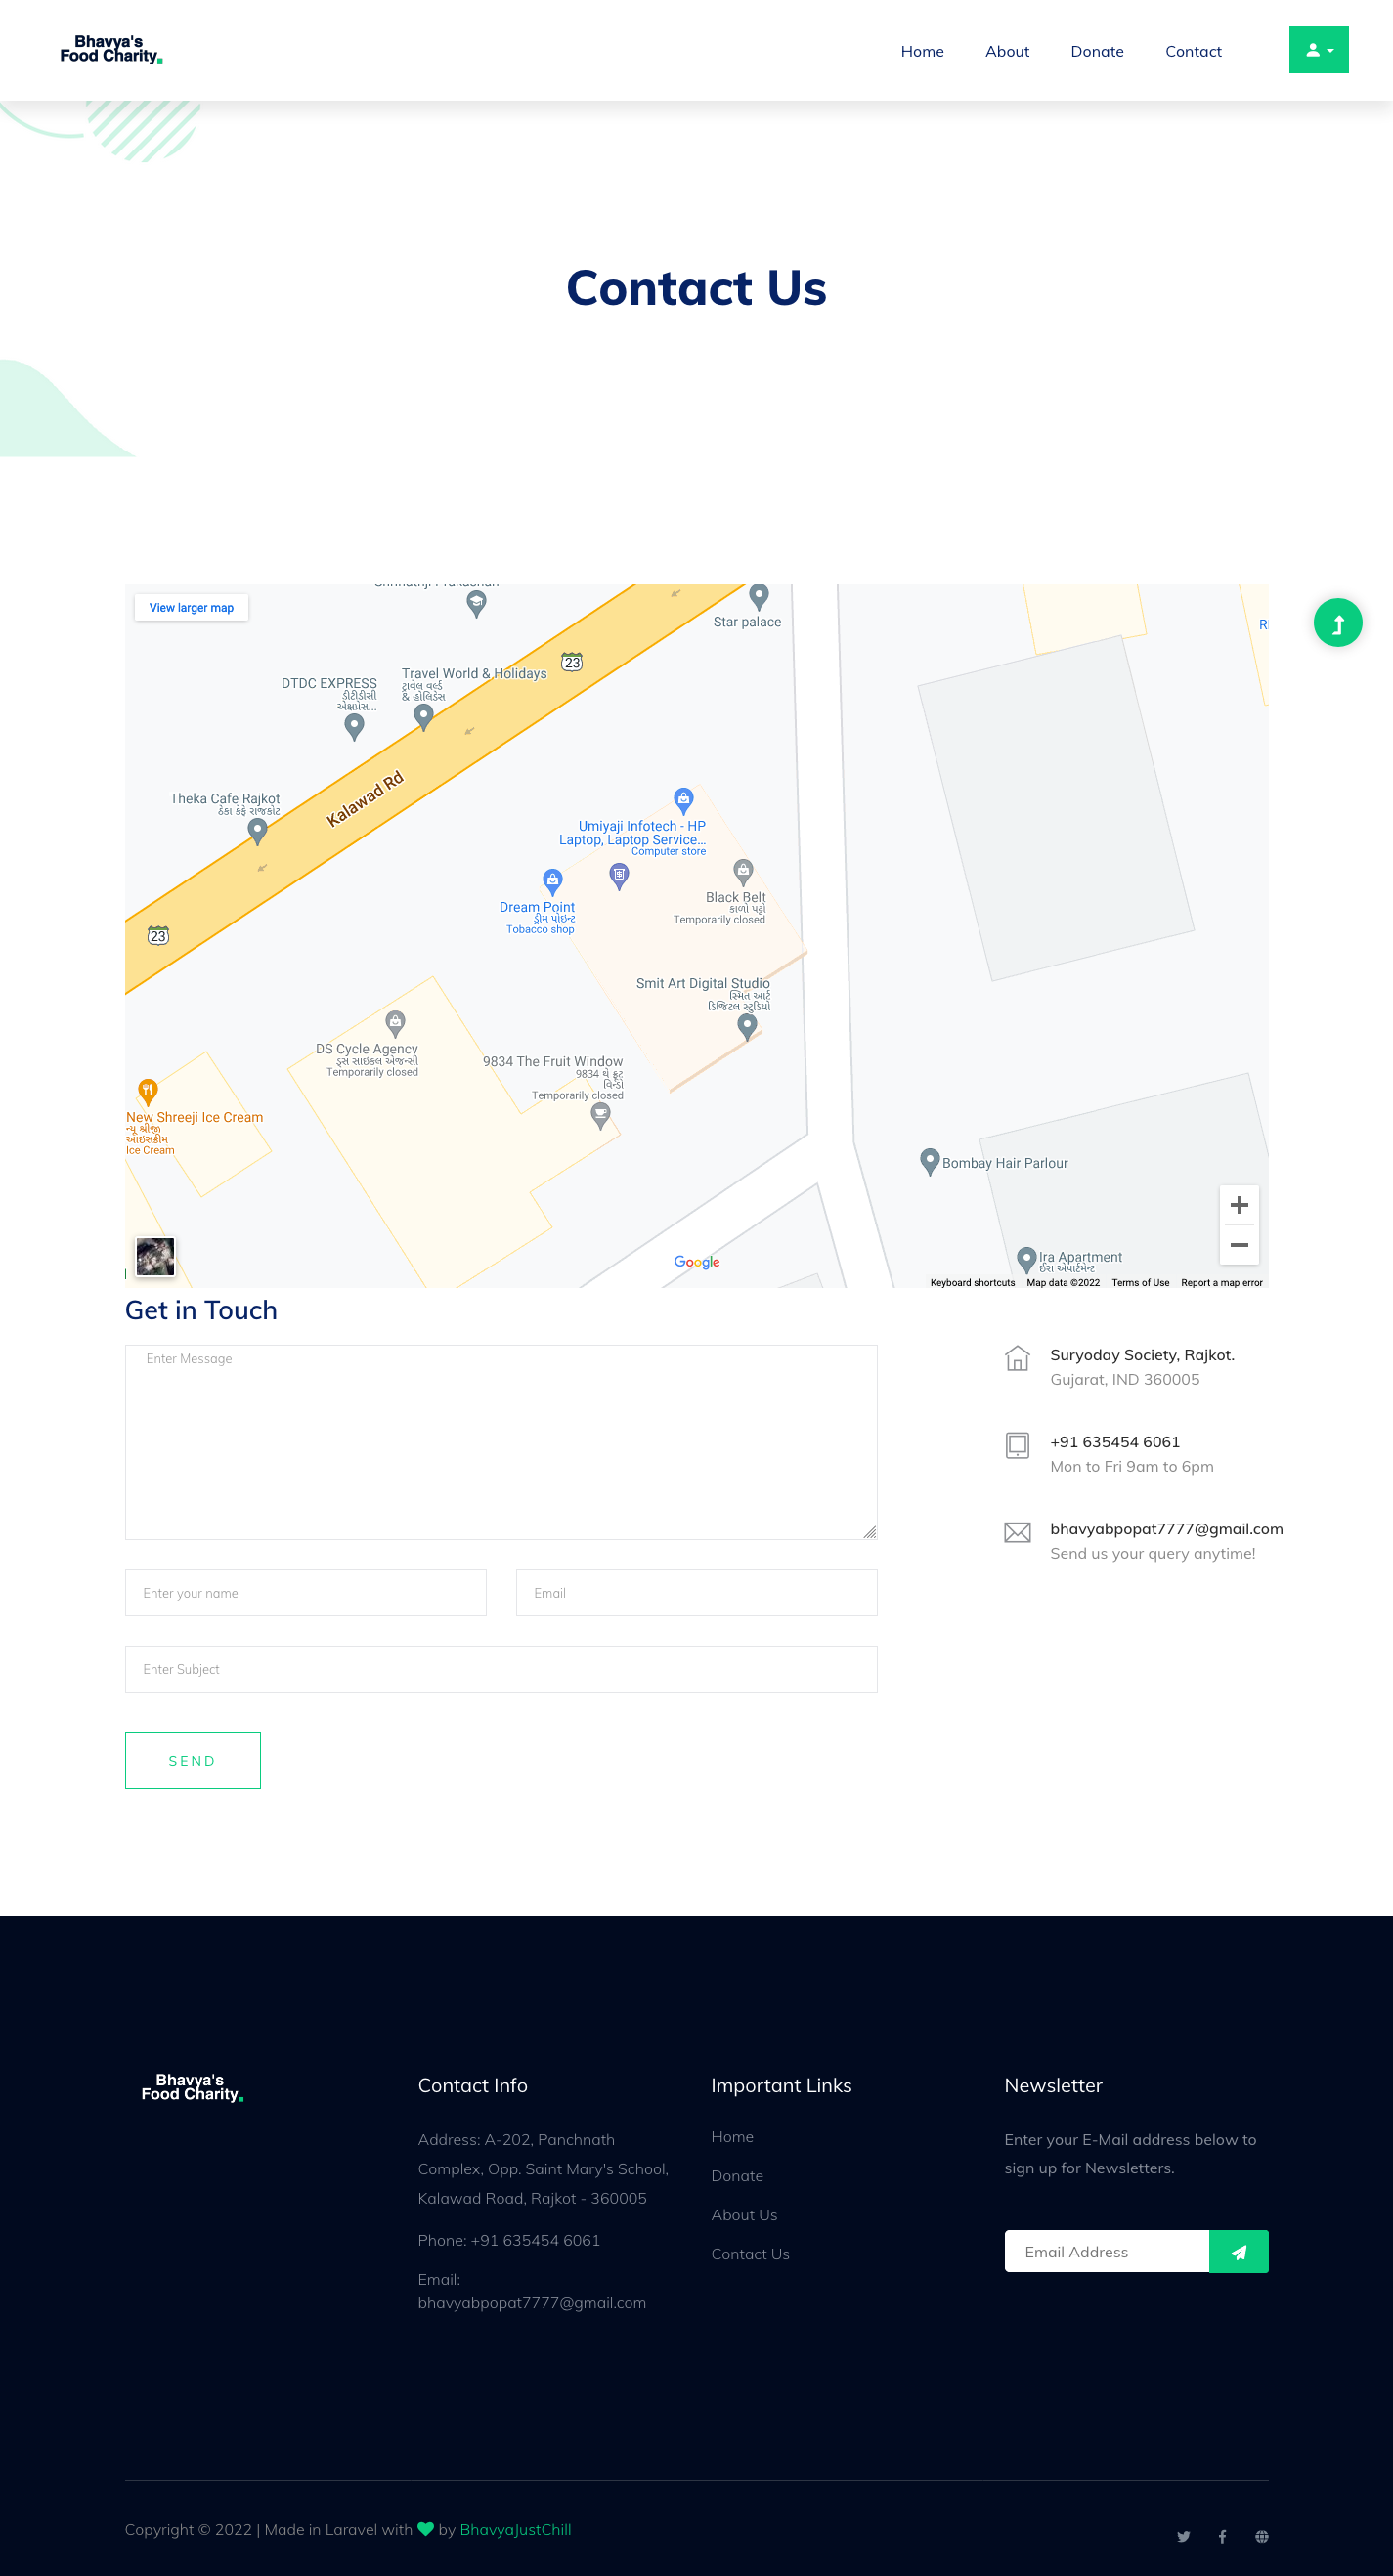 Bhavya's
Food Charity.
Home
About
Donate
Contact
Contact Us
View larger map
Star palace
23
Travel World & Holidays
ટ્રાવેલ વર્લ્ડ
& હોલિડેસ
DTDC EXPRESS
ડીટીડીસી
એક્ષપ્રેસ...
Kalawad Rd
Theka Cafe Rajkot
ઠેકા કેફે રાજકોટ
Umiyaji Infotech - HP
Laptop, Laptop Service...
Computer store
Dream Point
ડ્રીમ પોઇન્ટ
Tobacco shop
Black Belt
કાળો પટ્ટો
Temporarily closed
23
Smit Art Digital Studio
સ્મિત આર્ટ
ડિજિટલ સ્ટુડિયો
DS Cycle Agency
ડ્સ સાઇકલ એજન્સી
Temporarily closed
9834 The Fruit Window
9834 થે ફ્રૂટ
વિન્ડો
Temporarily closed
New Shreeji Ice Cream
ન્યૂ શ્રીજી
આઇસક્રીમ
Ice Cream
Bombay Hair Parlour
Ira Apartment
ઈરા એપાર્ટમેન્ટ
Google
Keyboard shortcuts
Map data ©2022
Terms of Use
Report a map error
Get in Touch
Enter Message
Enter your name
Email
Enter Subject
SEND
Suryoday Society, Rajkot.
Gujarat, IND 360005
+91 635454 6061
Mon to Fri 9am to 6pm
bhavyabpopat7777@gmail.com
Send us your query anytime!
Bhavya's
Food Charity.
Contact Info
Address: A-202, Panchnath
Complex, Opp. Saint Mary's School,
Kalawad Road, Rajkot - 360005
Phone: +91 635454 6061
Email:
bhavyabpopat7777@gmail.com
Important Links
Home
Donate
About Us
Contact Us
Newsletter
Enter your E-Mail address below to
sign up for Newsletters.
Email Address
Copyright © 2022 | Made in Laravel with by BhavyaJustChill